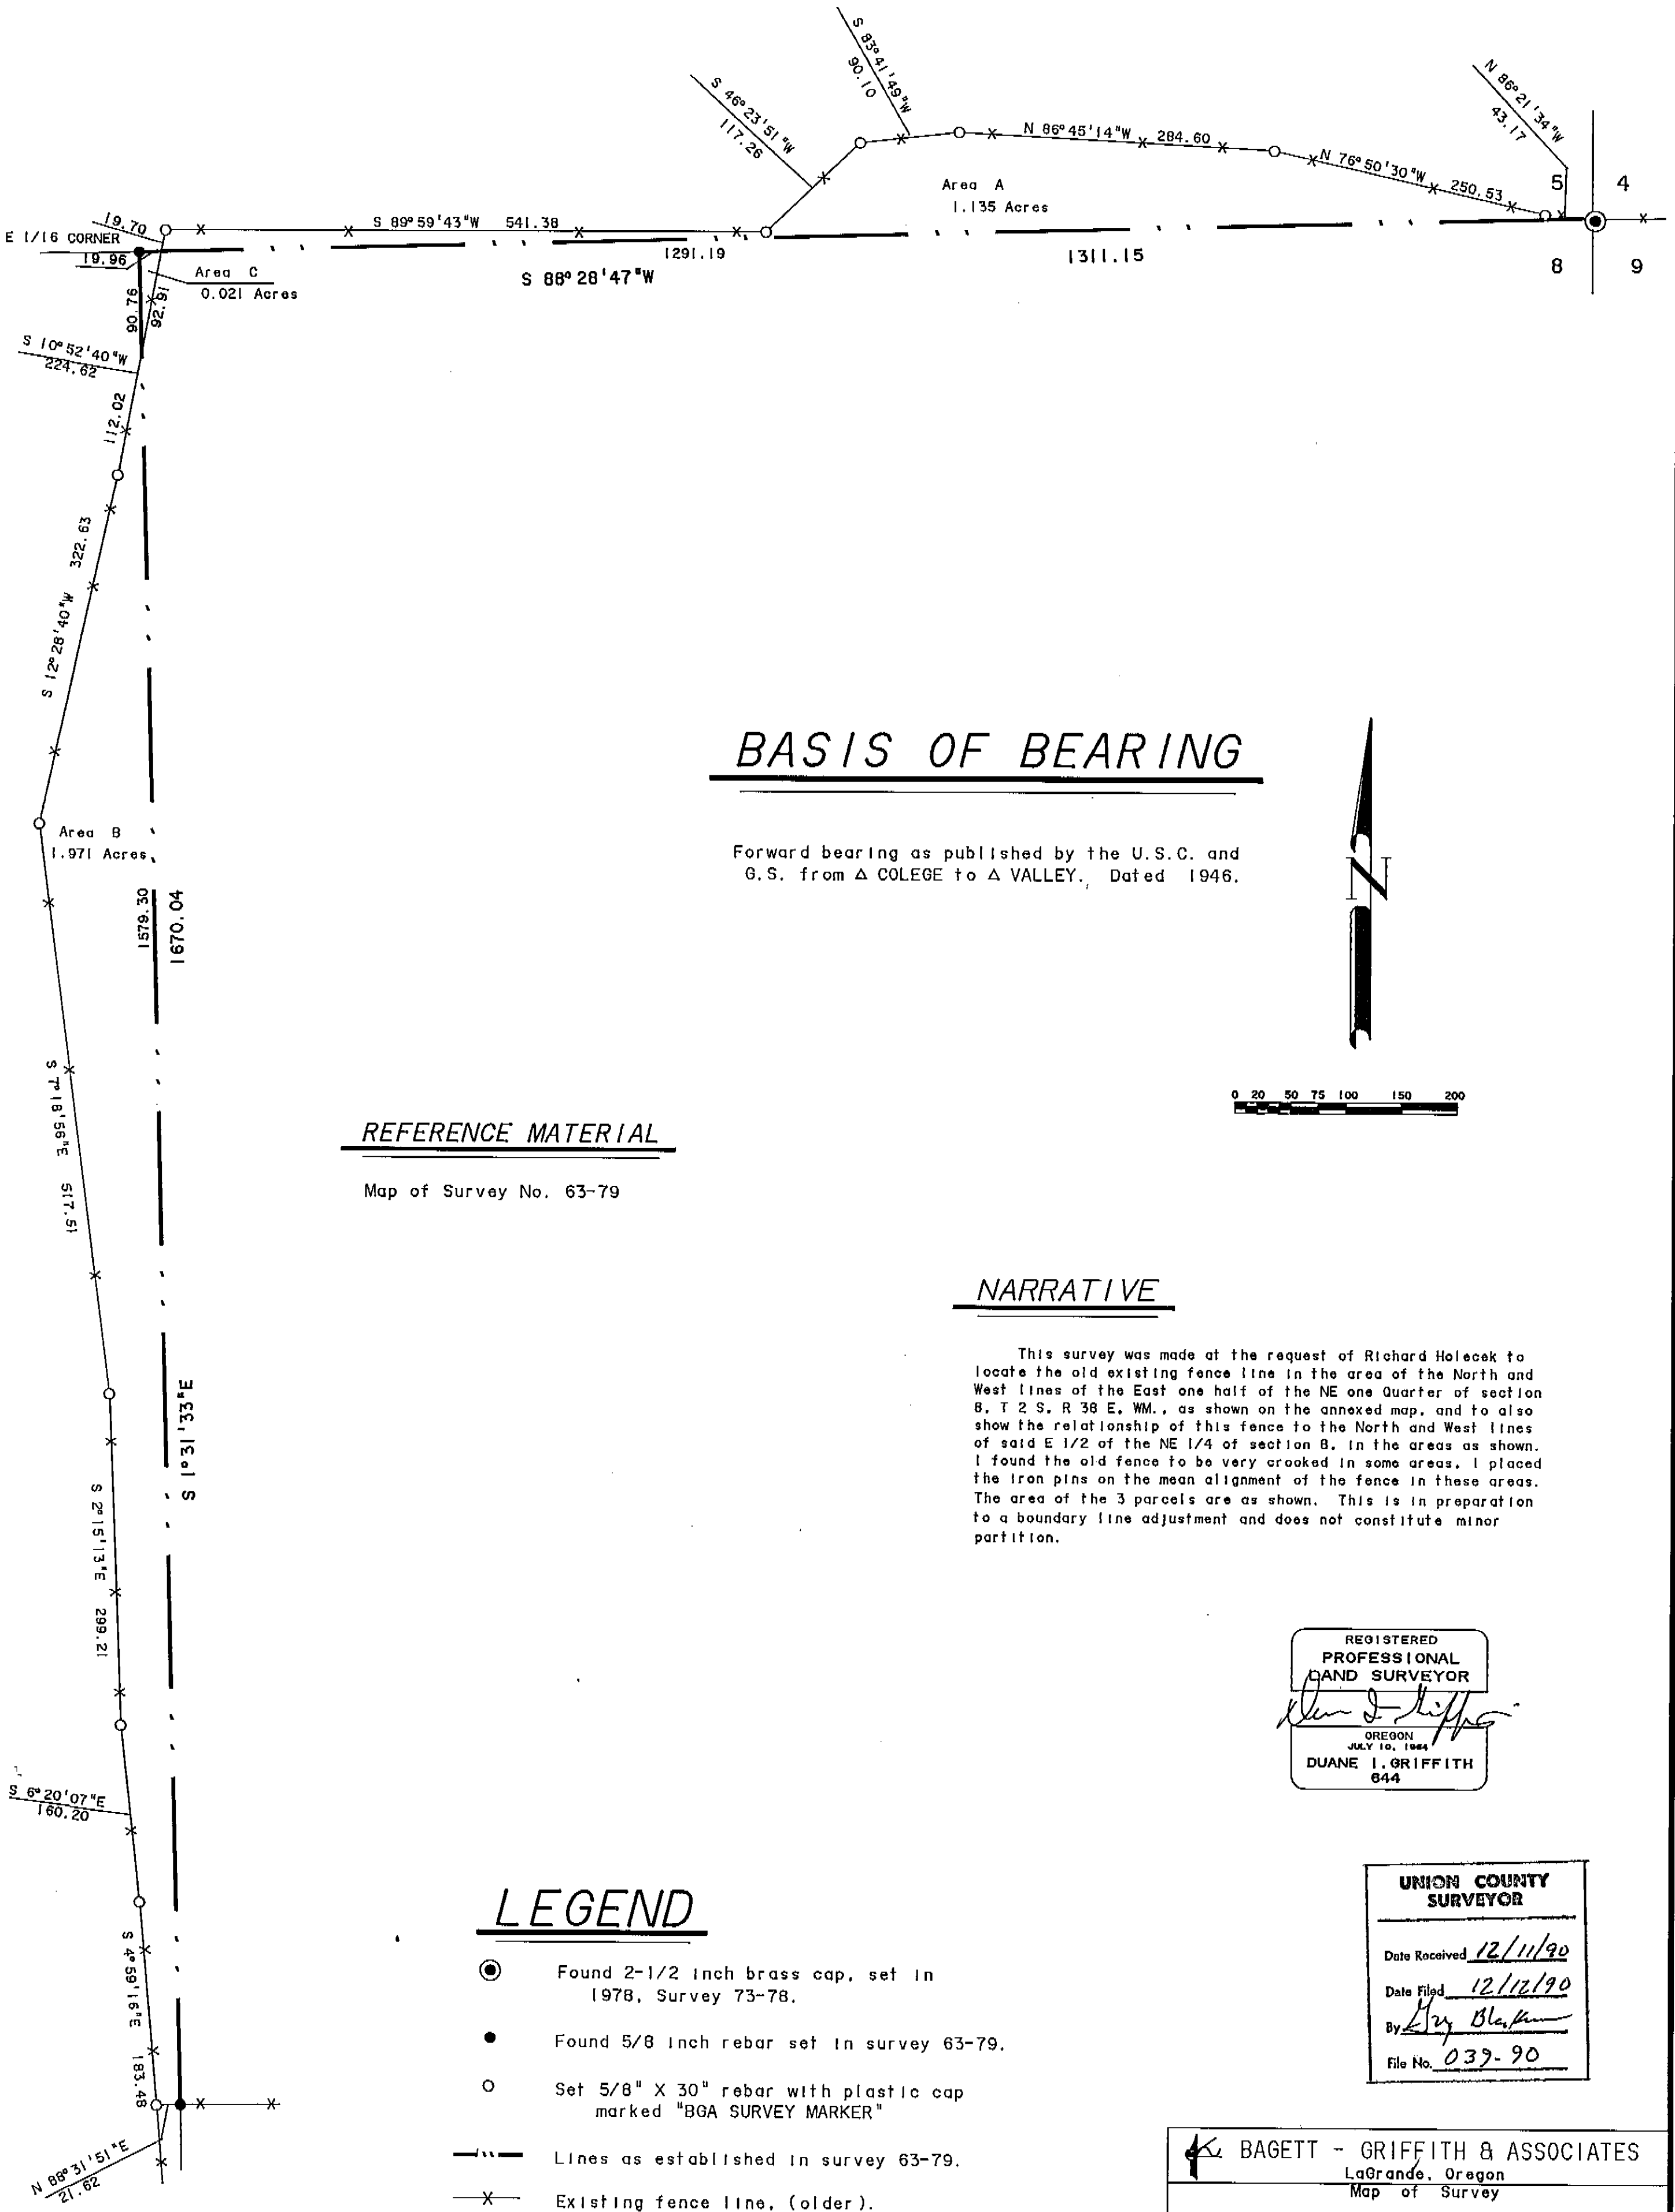 S 83°41'49"W
90.10
S 46°23'51"W
117.26
N 86°21'34"W
43.17
N 86°45'14"W 284.60
N 76°50'30"W 250.53
5 4
8 9
Area A
1.135 Acres
19.70
S 89°59'43"W 541.38
E 1/16 CORNER
19.96
1291.19
1311.15
S 88°28'47"W
Area C
0.021 Acres
90.76
92.91
S 10°52'40"W
224.62
112.02
S 12°28'40"W 322.63
BASIS OF BEARING
Forward bearing as published by the U.S.C. and
G.S. from Δ COLEGE to Δ VALLEY., Dated 1946.
N
Area B
1.971 Acres
1579.30
1670.04
S 7°18'56"E 517.51
0 20 50 75 100 150 200
REFERENCE MATERIAL
Map of Survey No. 63-79
NARRATIVE
This survey was made at the request of Richard Holecek to
locate the old existing fence line in the area of the North and
West lines of the East one half of the NE one Quarter of section
8, T 2 S, R 38 E, WM., as shown on the annexed map, and to also
show the relationship of this fence to the North and West lines
of said E 1/2 of the NE 1/4 of section 8, in the areas as shown.
I found the old fence to be very crooked in some areas, I placed
the iron pins on the mean alignment of the fence in these areas.
The area of the 3 parcels are as shown. This is in preparation
to a boundary line adjustment and does not constitute minor
partition.
S 1°31'33"E
S 2°15'13"E 299.21
REGISTERED
PROFESSIONAL
LAND SURVEYOR
OREGON
JULY 10, 1964
DUANE I. GRIFFITH
644
S 6°20'07"E
160.20
S 4°59'16"E 183.48
N 88°31'51"E
21.62
LEGEND
Found 2-1/2 inch brass cap, set in
1978, Survey 73-78.
Found 5/8 inch rebar set in survey 63-79.
Set 5/8" X 30" rebar with plastic cap
marked "BGA SURVEY MARKER"
Lines as established in survey 63-79.
Existing fence line, (older).
UNION COUNTY
SURVEYOR
Date Received 12/11/90
Date Filed 12/12/90
By
File No. 039-90
BAGETT - GRIFFITH & ASSOCIATES
LaGrande, Oregon
Map of Survey